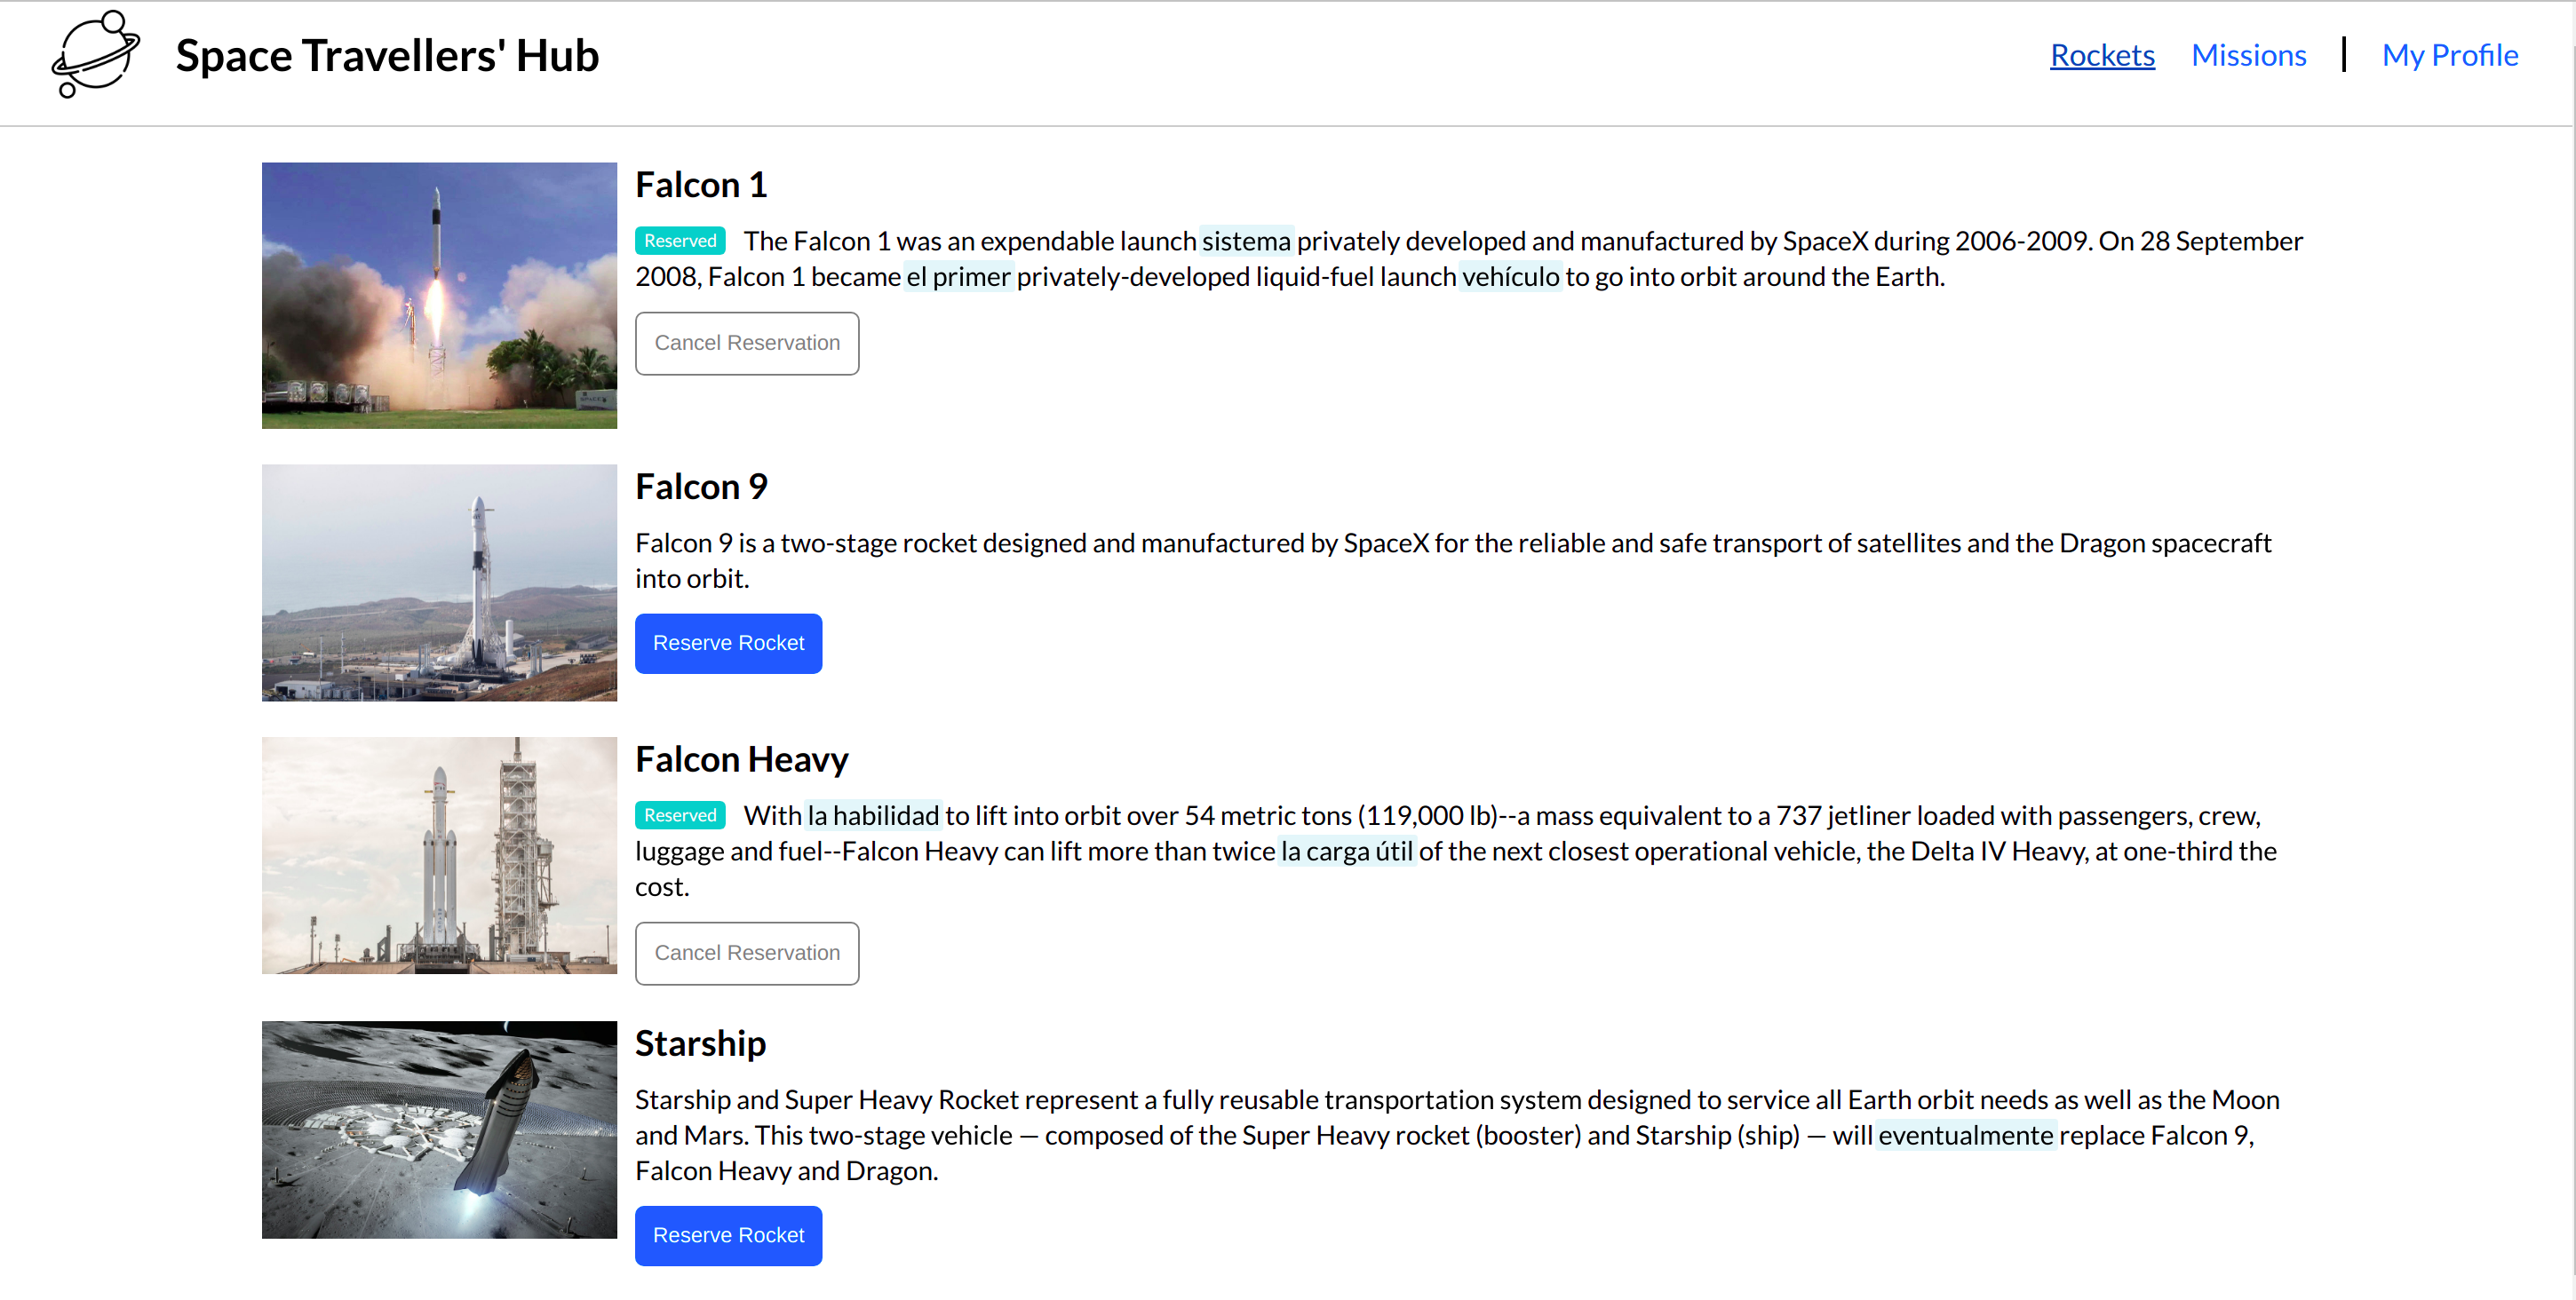 Space Travellers' Hub
Rockets Missions | My Profile
Falcon 1
Reserved The Falcon 1 was an expendable launch sistema privately developed and manufactured by SpaceX during 2006-2009. On 28 September
2008, Falcon 1 became el primer privately-developed liquid-fuel launch vehículo to go into orbit around the Earth.
Cancel Reservation
Falcon 9
Falcon 9 is a two-stage rocket designed and manufactured by SpaceX for the reliable and safe transport of satellites and the Dragon spacecraft
into orbit.
Reserve Rocket
Falcon Heavy
Reserved With la habilidad to lift into orbit over 54 metric tons (119,000 lb)--a mass equivalent to a 737 jetliner loaded with passengers, crew,
luggage and fuel--Falcon Heavy can lift more than twice la carga útil of the next closest operational vehicle, the Delta IV Heavy, at one-third the
cost.
Cancel Reservation
Starship
Starship and Super Heavy Rocket represent a fully reusable transportation system designed to service all Earth orbit needs as well as the Moon
and Mars. This two-stage vehicle — composed of the Super Heavy rocket (booster) and Starship (ship) — will eventualmente replace Falcon 9,
Falcon Heavy and Dragon.
Reserve Rocket